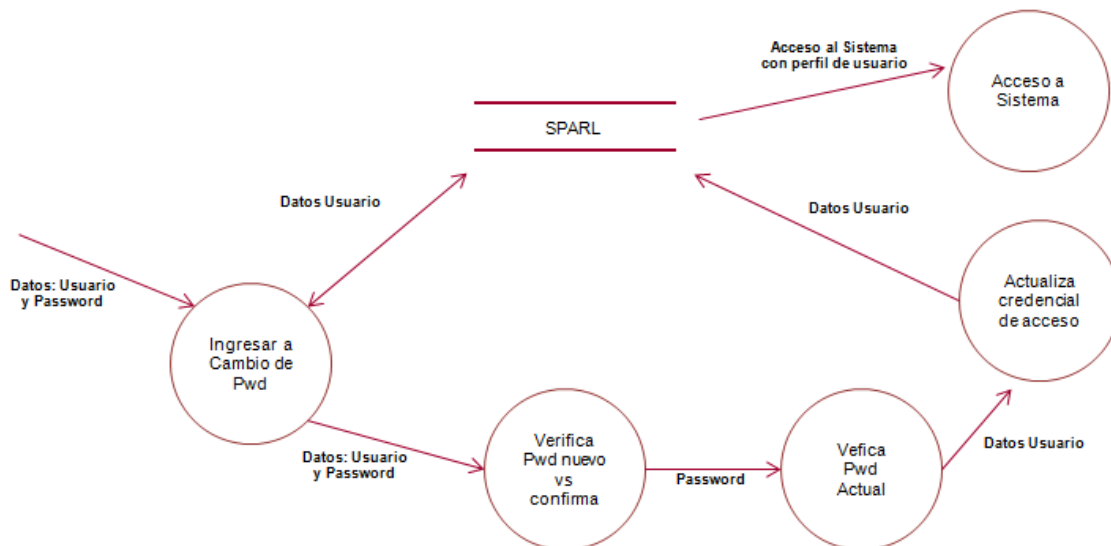 Acceso al Sistema
con perfil de usuario
Acceso a
Sistema
SPARL
Datos Usuario
Datos Usuario
Datos: Usuario
y Password
Ingresar a
Cambio de
Pwd
Actualiza
credencial
de acceso
Datos: Usuario
y Password
Verifica
Pwd nuevo
vs
confirma
Password
Vefica
Pwd
Actual
Datos Usuario